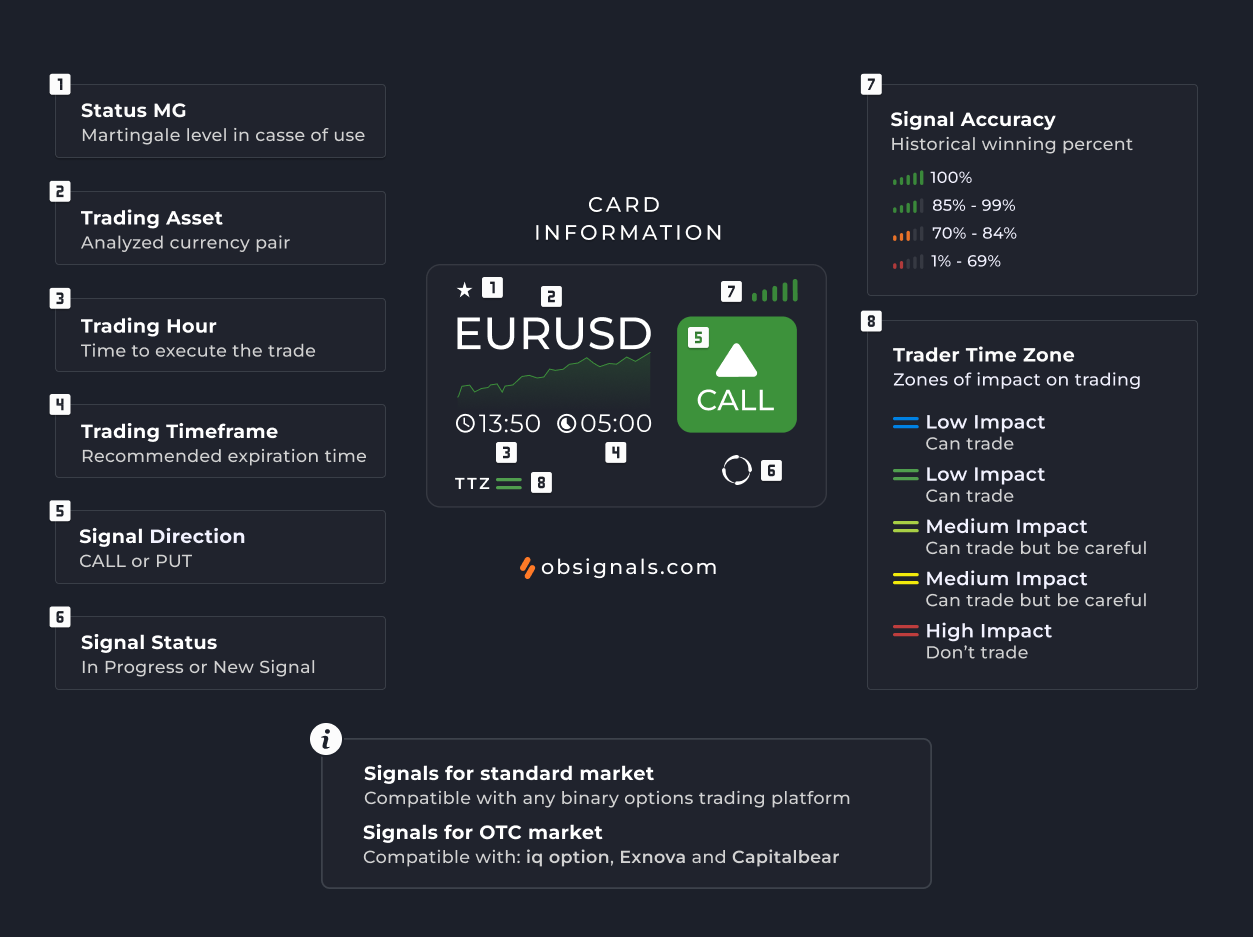 1
Status MG
Martingale level in casse of use
2
Trading Asset
Analyzed currency pair
3
Trading Hour
Time to execute the trade
4
Trading Timeframe
Recommended expiration time
5
Signal Direction
CALL or PUT
6
Signal Status
In Progress or New Signal
CARD
INFORMATION
1
2
7
EURUSD
5
CALL
13:50 05:00
3
4
6
TTZ 8
obsignals.com
7
Signal Accuracy
Historical winning percent
100%
85% - 99%
70% - 84%
1% - 69%
8
Trader Time Zone
Zones of impact on trading
Low Impact
Can trade
Low Impact
Can trade
Medium Impact
Can trade but be careful
Medium Impact
Can trade but be careful
High Impact
Don’t trade
i
Signals for standard market
Compatible with any binary options trading platform
Signals for OTC market
Compatible with: iq option, Exnova and Capitalbear